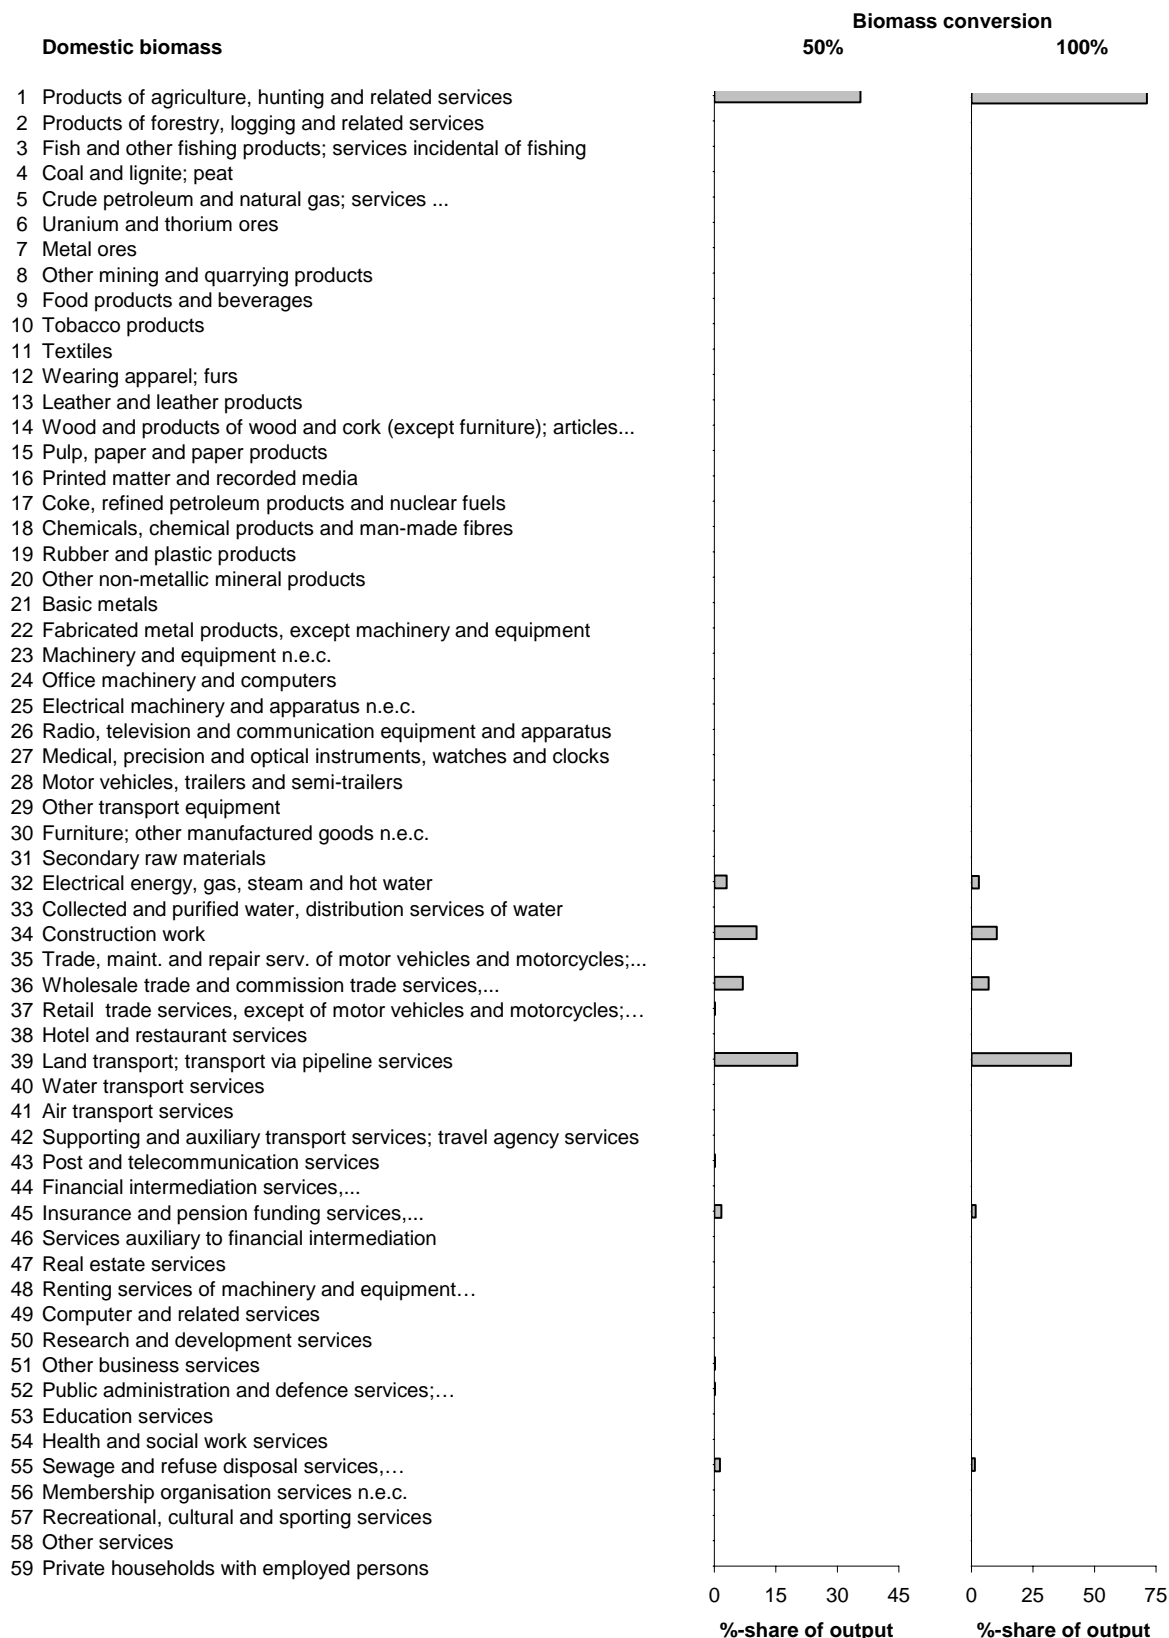 Biomass conversion
Domestic biomass 50% 100%
1 Products of agriculture, hunting and related services
2 Products of forestry, logging and related services
3 Fish and other fishing products; services incidental of fishing
4 Coal and lignite; peat
5 Crude petroleum and natural gas; services ...
6 Uranium and thorium ores
7 Metal ores
8 Other mining and quarrying products
9 Food products and beverages
10 Tobacco products
11 Textiles
12 Wearing apparel; furs
13 Leather and leather products
14 Wood and products of wood and cork (except furniture); articles...
15 Pulp, paper and paper products
16 Printed matter and recorded media
17 Coke, refined petroleum products and nuclear fuels
18 Chemicals, chemical products and man-made fibres
19 Rubber and plastic products
20 Other non-metallic mineral products
21 Basic metals
22 Fabricated metal products, except machinery and equipment
23 Machinery and equipment n.e.c.
24 Office machinery and computers
25 Electrical machinery and apparatus n.e.c.
26 Radio, television and communication equipment and apparatus
27 Medical, precision and optical instruments, watches and clocks
28 Motor vehicles, trailers and semi-trailers
29 Other transport equipment
30 Furniture; other manufactured goods n.e.c.
31 Secondary raw materials
32 Electrical energy, gas, steam and hot water
33 Collected and purified water, distribution services of water
34 Construction work
35 Trade, maint. and repair serv. of motor vehicles and motorcycles;...
36 Wholesale trade and commission trade services,...
37 Retail trade services, except of motor vehicles and motorcycles;…
38 Hotel and restaurant services
39 Land transport; transport via pipeline services
40 Water transport services
41 Air transport services
42 Supporting and auxiliary transport services; travel agency services
43 Post and telecommunication services
44 Financial intermediation services,...
45 Insurance and pension funding services,...
46 Services auxiliary to financial intermediation
47 Real estate services
48 Renting services of machinery and equipment…
49 Computer and related services
50 Research and development services
51 Other business services
52 Public administration and defence services;…
53 Education services
54 Health and social work services
55 Sewage and refuse disposal services,…
56 Membership organisation services n.e.c.
57 Recreational, cultural and sporting services
58 Other services
59 Private households with employed persons
0 15 30 45 0 25 50 75
%-share of output %-share of output